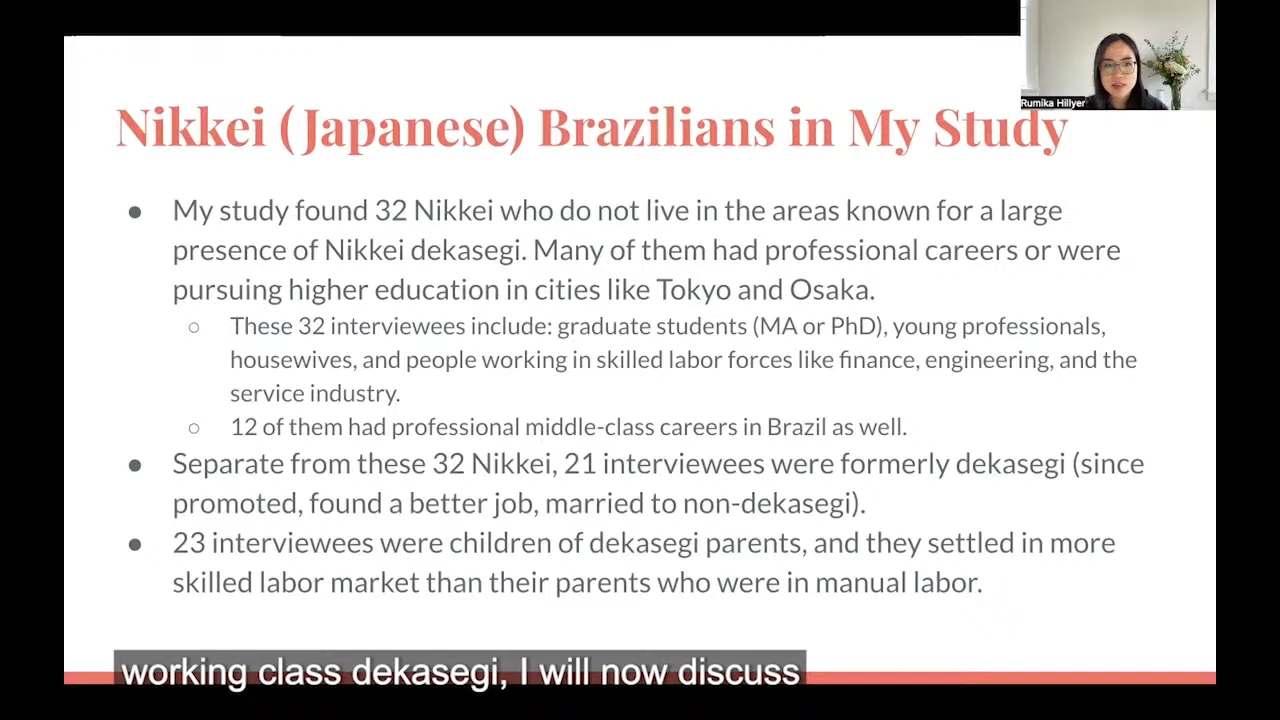 Rumika Hillyer
Nikkei (Japanese) Brazilians in My Study
● My study found 32 Nikkei who do not live in the areas known for a large
presence of Nikkei dekasegi. Many of them had professional careers or were
pursuing higher education in cities like Tokyo and Osaka.
○ These 32 interviewees include: graduate students (MA or PhD), young professionals,
housewives, and people working in skilled labor forces like finance, engineering, and the
service industry.
○ 12 of them had professional middle-class careers in Brazil as well.
● Separate from these 32 Nikkei, 21 interviewees were formerly dekasegi (since
promoted, found a better job, married to non-dekasegi).
● 23 interviewees were children of dekasegi parents, and they settled in more
skilled labor market than their parents who were in manual labor.
working class dekasegi, I will now discuss